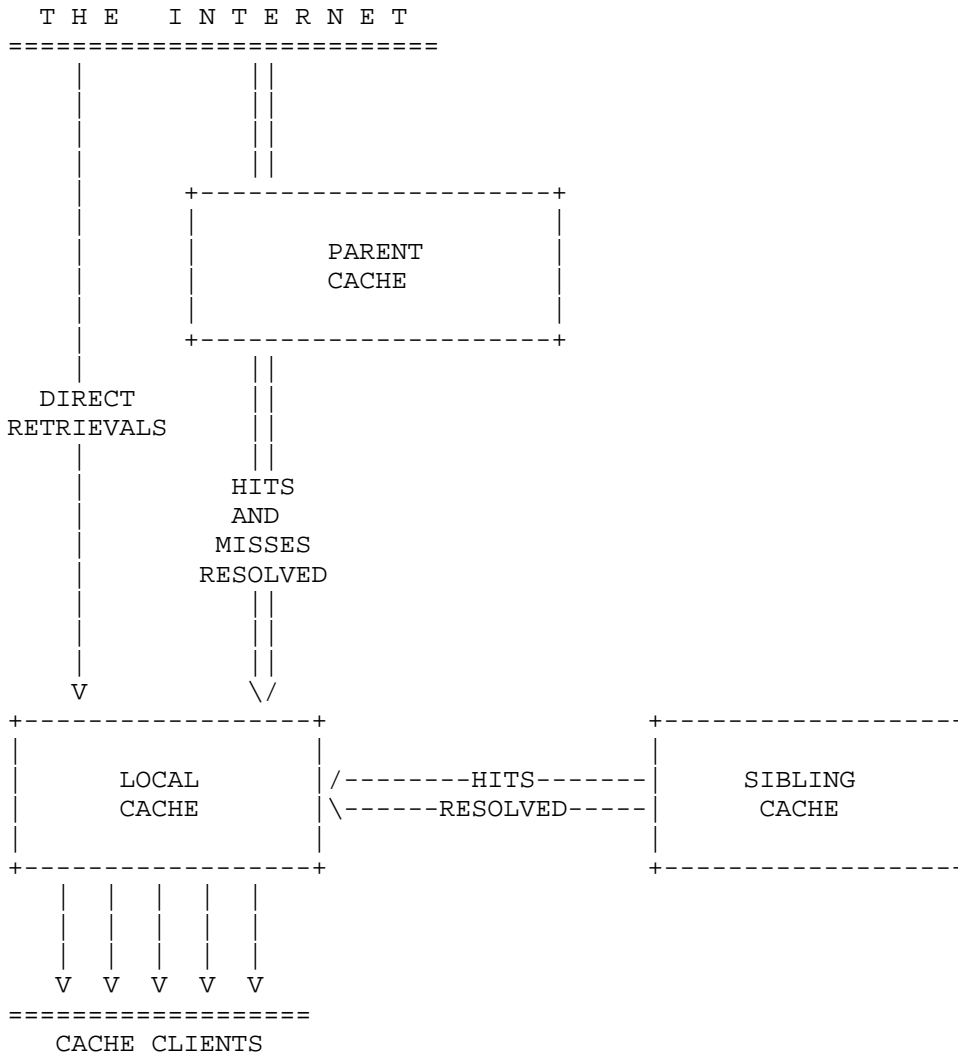 T H E   I N T E R N E T
PARENT
CACHE
DIRECT
RETRIEVALS
HITS
AND
MISSES
RESOLVED
V
LOCAL
CACHE
HITS
RESOLVED
SIBLING
CACHE
V V V V V
CACHE CLIENTS